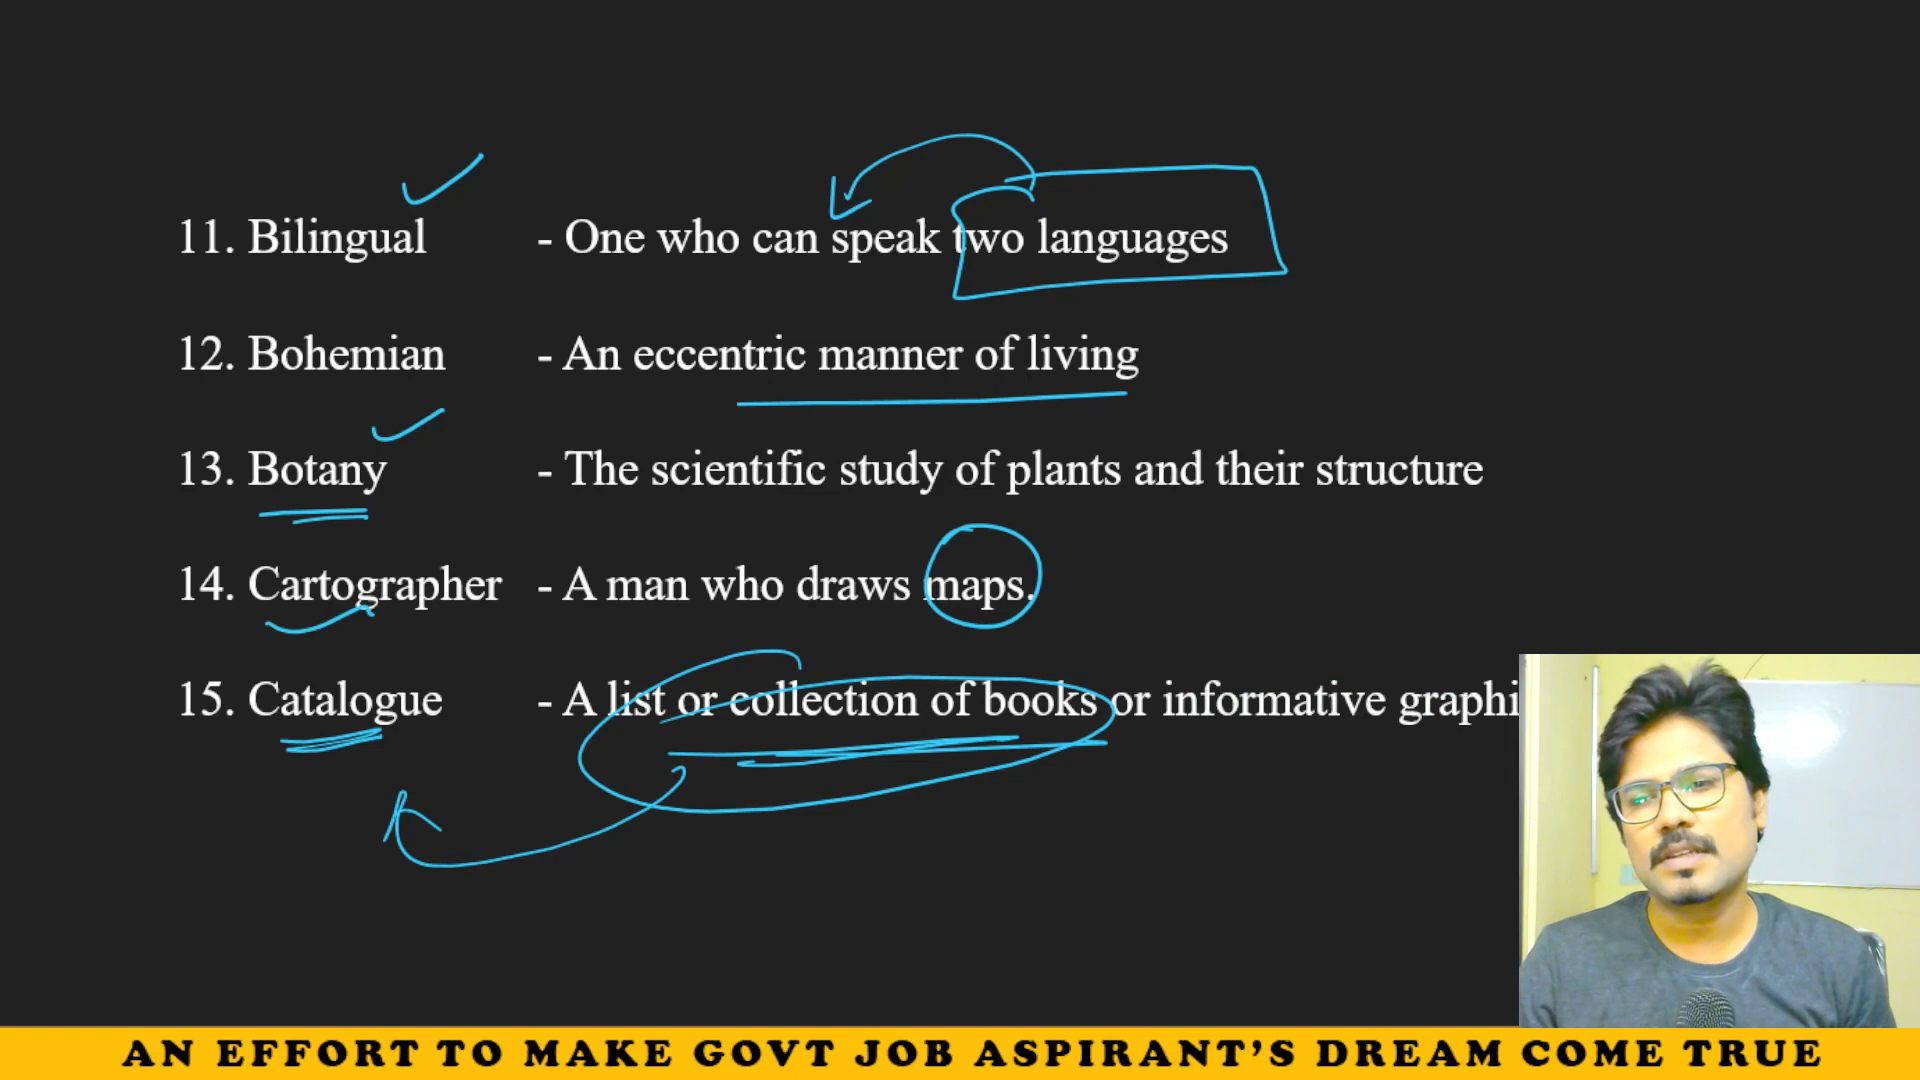 11. Bilingual - One who can speak two languages
12. Bohemian - An eccentric manner of living
13. Botany - The scientific study of plants and their structure
14. Cartographer - A man who draws maps.
15. Catalogue - A list or collection of books or informative graphi
AN EFFORT TO MAKE GOVT JOB ASPIRANT’S DREAM COME TRUE